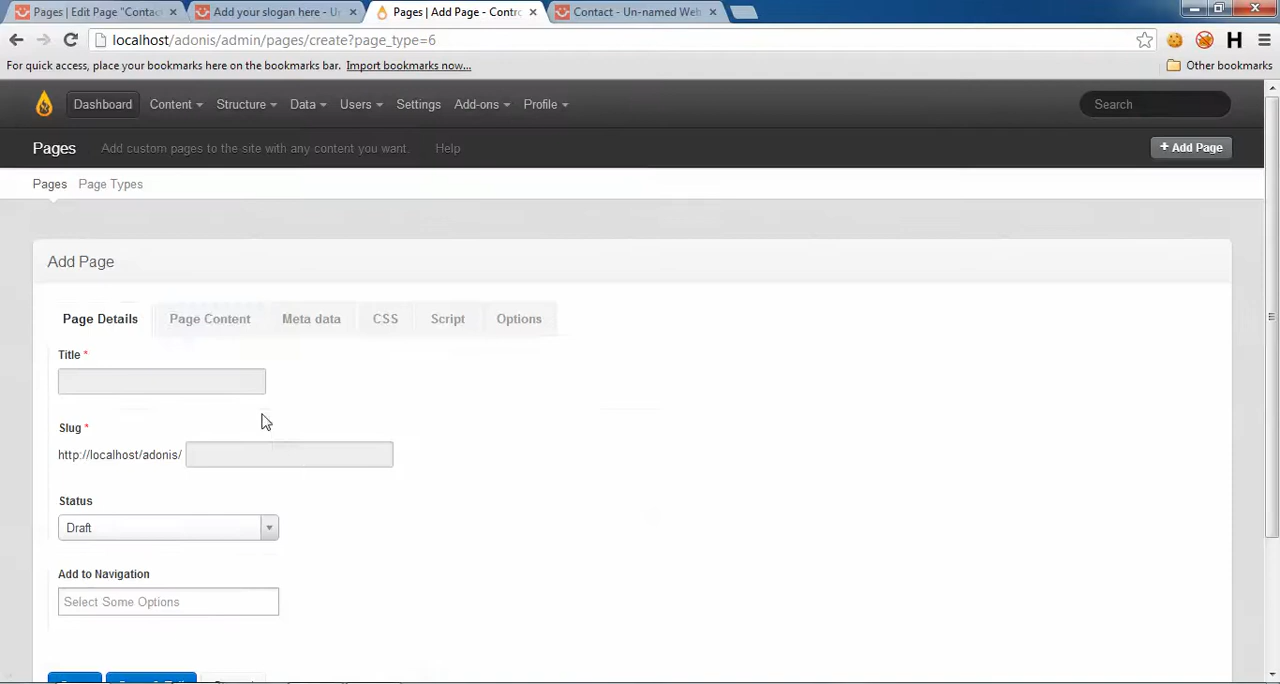 Pages | Edit Page "Contac
Add your slogan here - Ur
Pages | Add Page - Contro
Contact - Un-named Web
localhost/adonis/admin/pages/create?page_type=6
For quick access, place your bookmarks here on the bookmarks bar. Import bookmarks now...
Other bookmarks
Dashboard Content Structure Data Users Settings Add-ons Profile
Search
Pages Add custom pages to the site with any content you want. Help
+ Add Page
Pages Page Types
Add Page
Page Details Page Content Meta data CSS Script Options
Title *
Slug *
http://localhost/adonis/
Status
Draft
Add to Navigation
Select Some Options